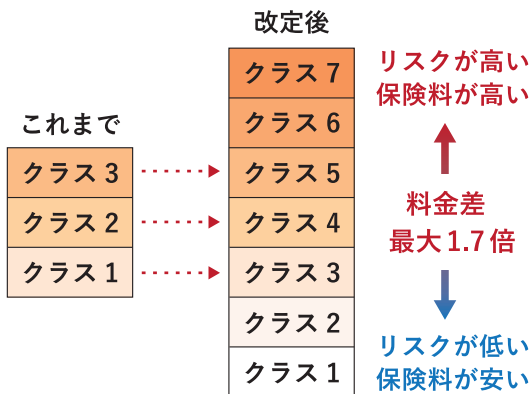 これまで
クラス 3
クラス 2
クラス 1
改定後
クラス 7
クラス 6
クラス 5
クラス 4
クラス 3
クラス 2
クラス 1
リスクが高い
保険料が高い
料金差
最大 1.7 倍
リスクが低い
保険料が安い